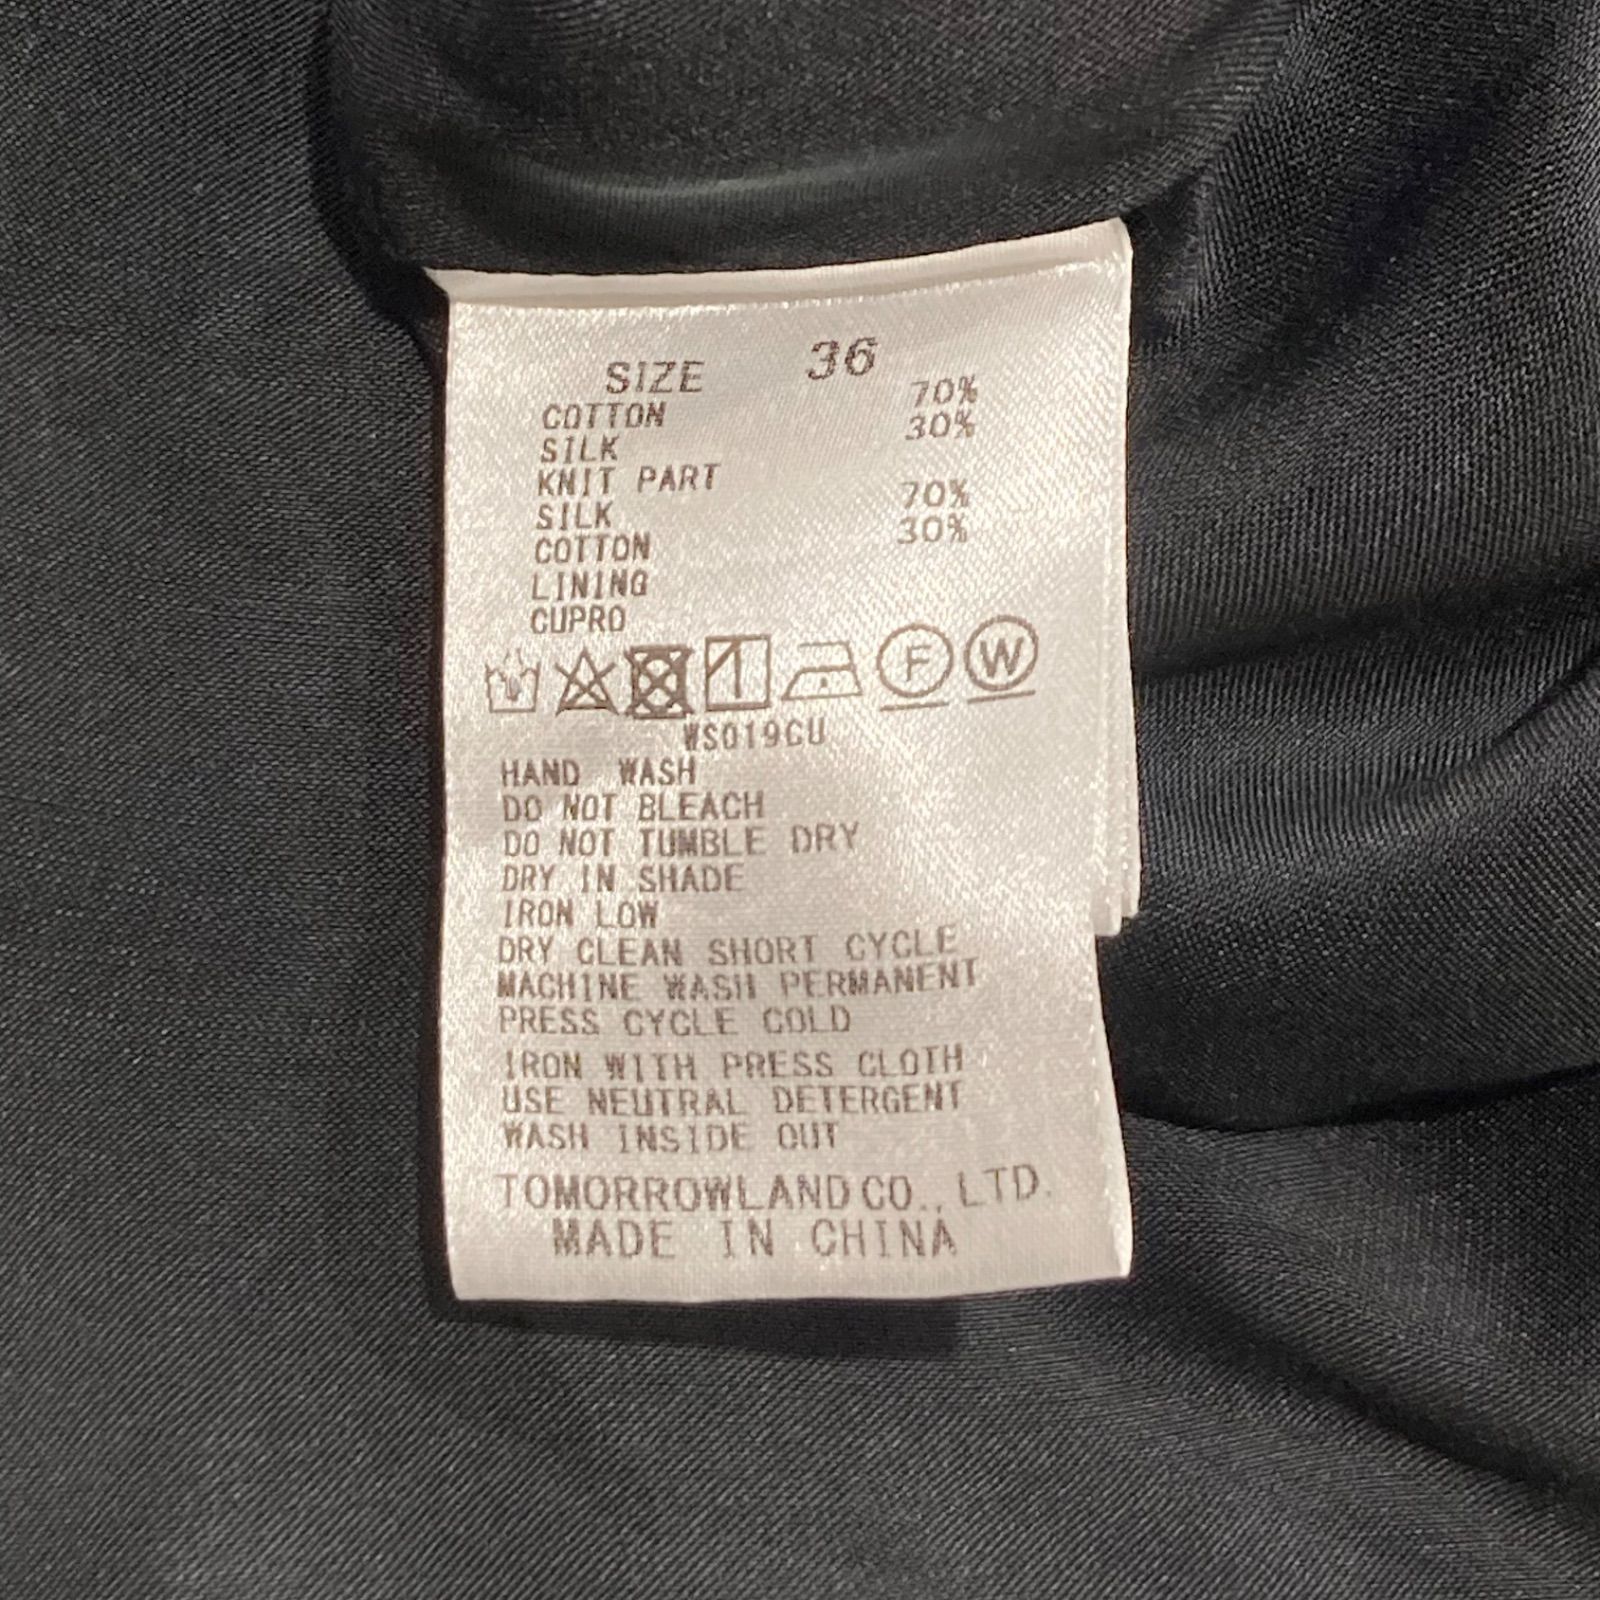 SIZE 36
COTTON 70%
SILK 30%
KNIT PART
SILK 70%
COTTON 30%
LINING
CUPRO
F W
WS019CU
HAND WASH
DO NOT BLEACH
DO NOT TUMBLE DRY
DRY IN SHADE
IRON LOW
DRY CLEAN SHORT CYCLE
MACHINE WASH PERMANENT
PRESS CYCLE COLD
IRON WITH PRESS CLOTH
USE NEUTRAL DETERGENT
WASH INSIDE OUT
TOMORROWLAND CO., LTD.
MADE IN CHINA